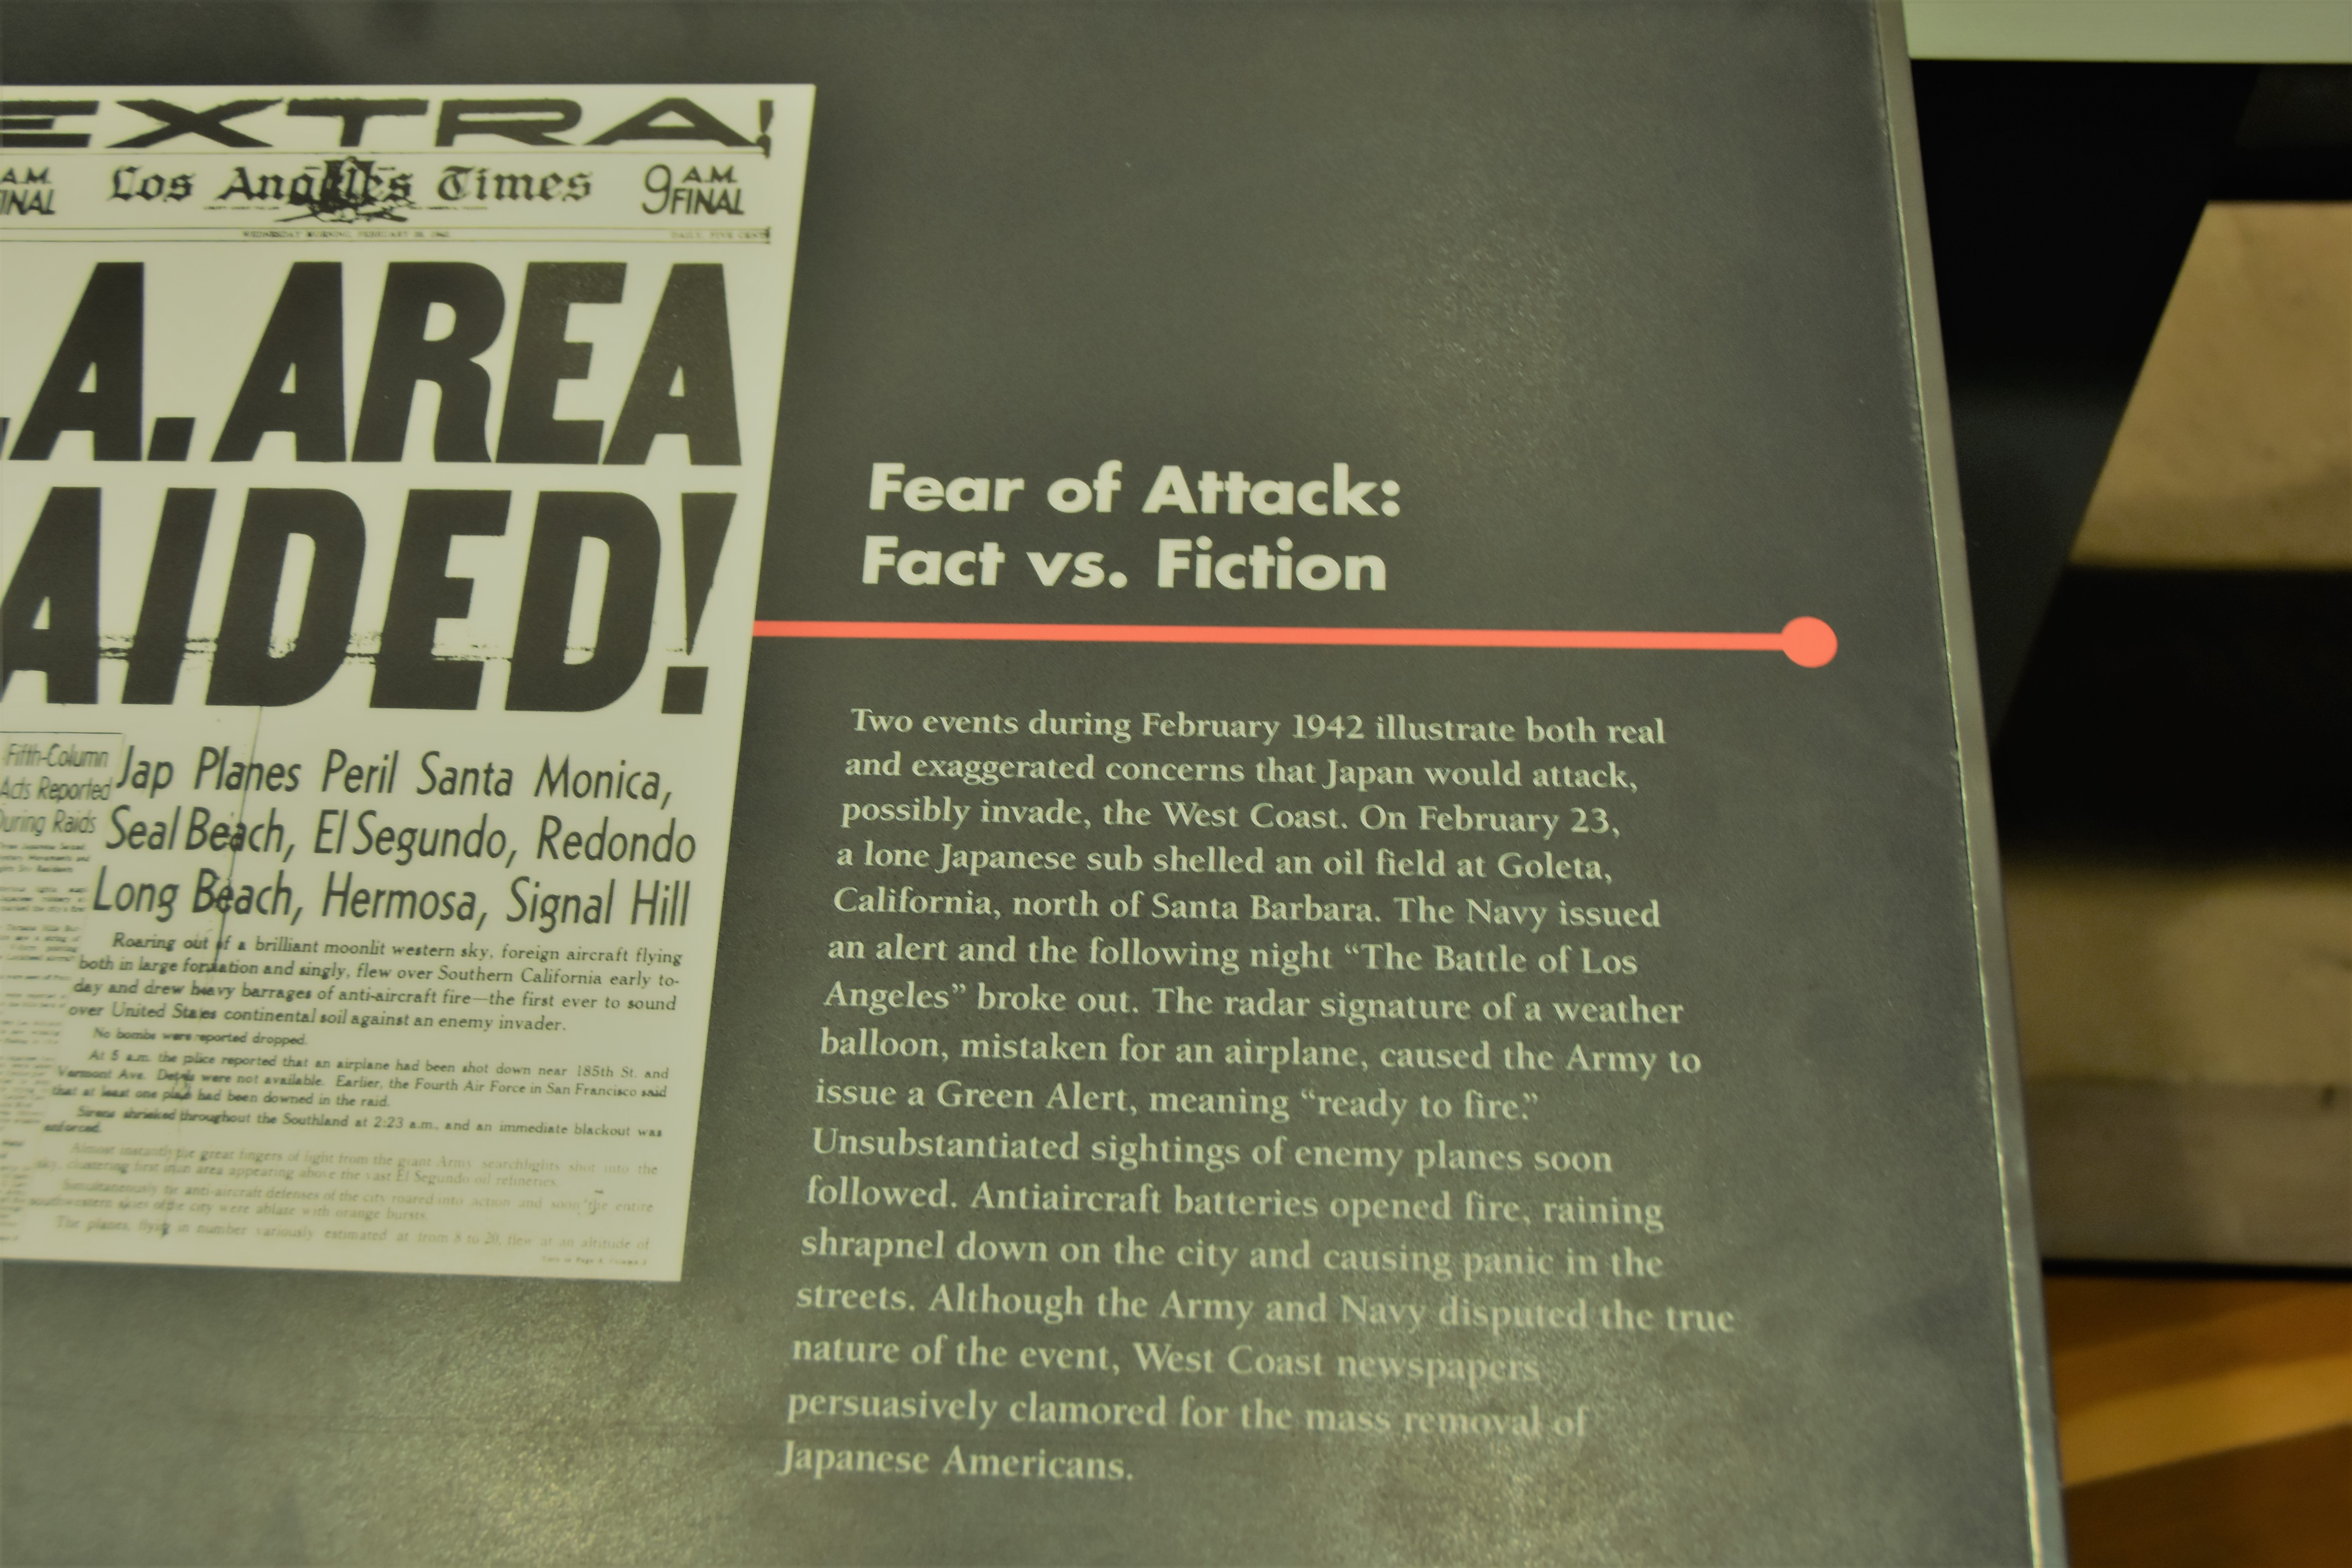 EXTRA!
A.M.
FINAL
Los Angeles Times
9 A.M.
FINAL
WEDNESDAY MORNING, FEBRUARY
DAILY, FIVE CENTS
.A. AREA
AIDED!
Fifth-Column
Acts Reported
During Raids
Jap Planes Peril Santa Monica,
Seal Beach, El Segundo, Redondo
Long Beach, Hermosa, Signal Hill
Roaring out of a brilliant moonlit western sky, foreign aircraft flying
both in large formation and singly, flew over Southern California early to-
day and drew heavy barrages of anti-aircraft fire—the first ever to sound
over United States continental soil against an enemy invader.
No bombs were reported dropped.
At 5 a.m. the police reported that an airplane had been shot down near 185th St. and
Vermont Ave. Details were not available. Earlier, the Fourth Air Force in San Francisco said
that at least one plane had been downed in the raid.
Sirens shrieked throughout the Southland at 2:23 a.m., and an immediate blackout was
enforced.
Almost instantly the great fingers of light from the giant Army searchlights shot into the
sky, clustering first in an area appearing above the vast El Segundo oil refineries.
Simultaneously the anti-aircraft defenses of the city roared into action and soon the entire
southwestern skies of the city were ablaze with orange bursts.
The planes, flying in number variously estimated at from 8 to 20, flew at an altitude of
Fear of Attack:
Fact vs. Fiction
Two events during February 1942 illustrate both real
and exaggerated concerns that Japan would attack,
possibly invade, the West Coast. On February 23,
a lone Japanese sub shelled an oil field at Goleta,
California, north of Santa Barbara. The Navy issued
an alert and the following night “The Battle of Los
Angeles” broke out. The radar signature of a weather
balloon, mistaken for an airplane, caused the Army to
issue a Green Alert, meaning “ready to fire.”
Unsubstantiated sightings of enemy planes soon
followed. Antiaircraft batteries opened fire, raining
shrapnel down on the city and causing panic in the
streets. Although the Army and Navy disputed the true
nature of the event, West Coast newspapers
persuasively clamored for the mass removal of
Japanese Americans.